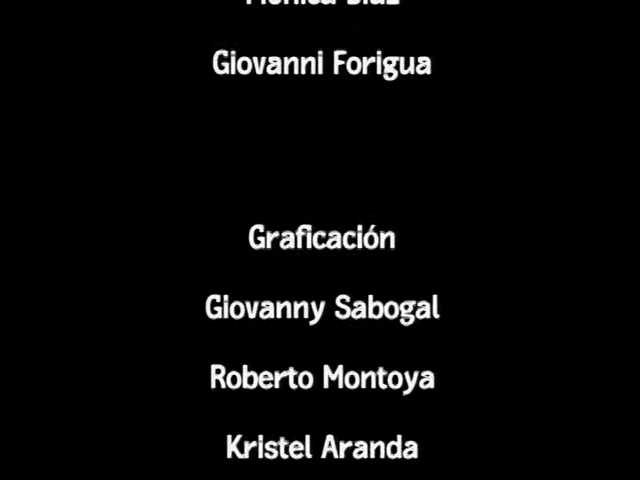 Giovanni Forigua
Graficación
Giovanny Sabogal
Roberto Montoya
Kristel Aranda